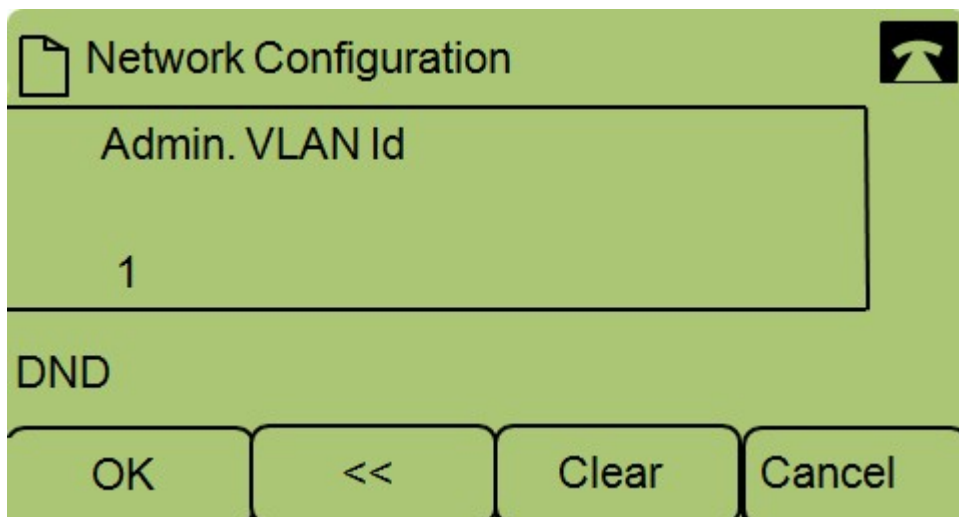 Network Configuration
Admin. VLAN Id
1
DND
OK << Clear Cancel